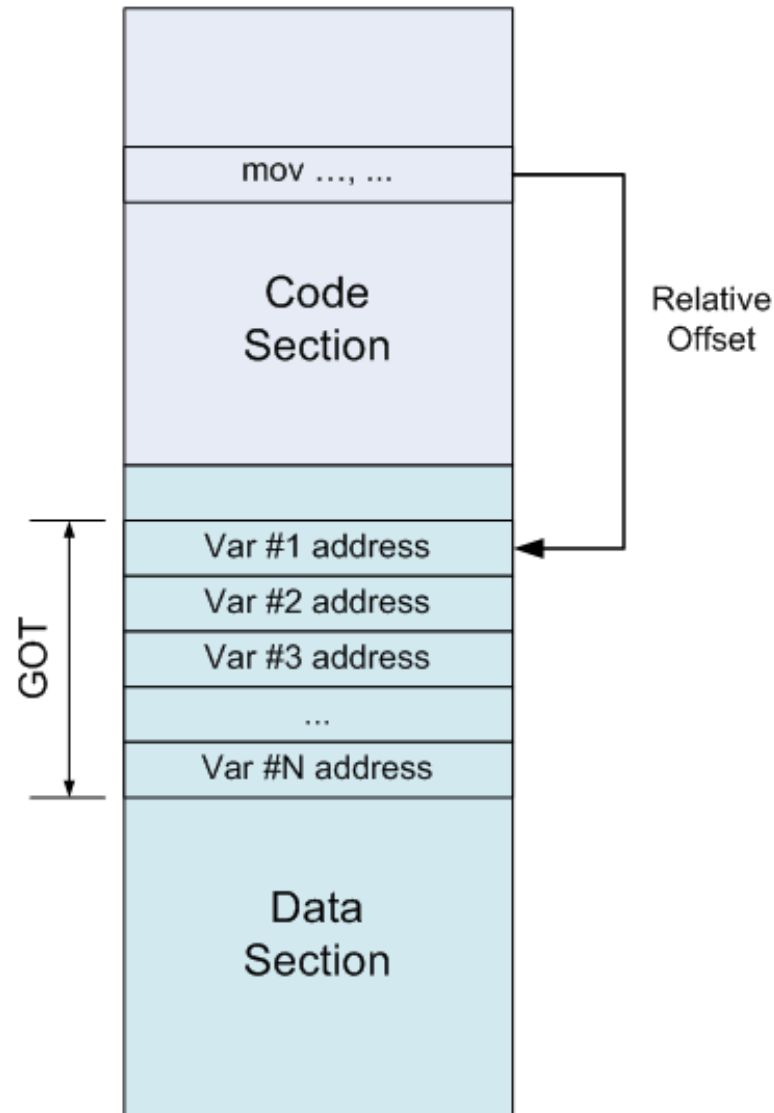 mov ..., ...
Code
Section
Relative
Offset
Var #1 address
Var #2 address
Var #3 address
...
Var #N address
GOT
Data
Section